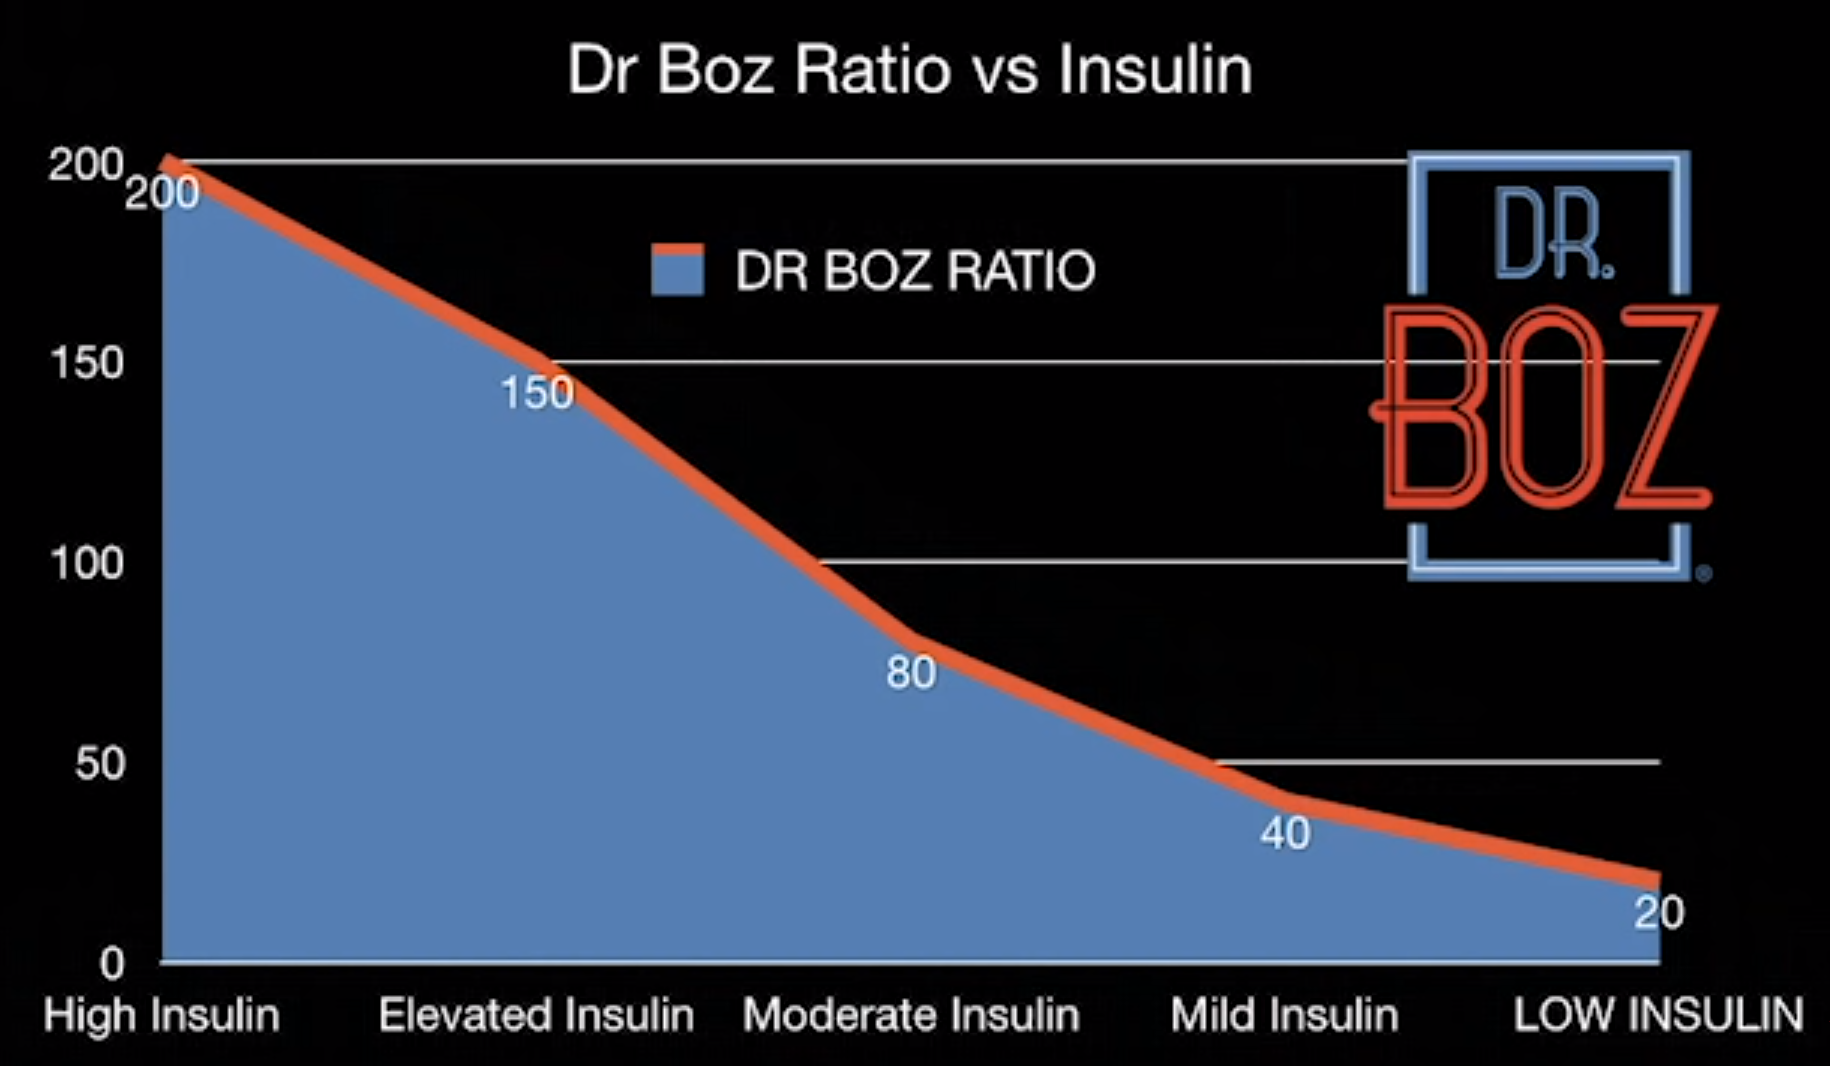 Dr Boz Ratio vs Insulin
200
200
DR BOZ RATIO
DR.
BOZ
®
150
150
100
80
50
40
20
0
High Insulin
Elevated Insulin
Moderate Insulin
Mild Insulin
LOW INSULIN